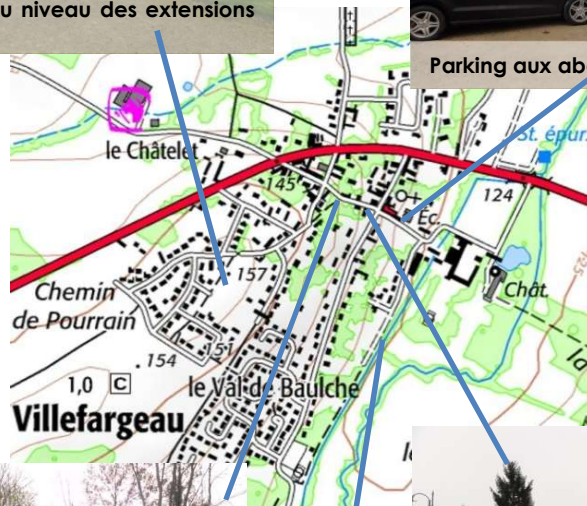 u niveau des extensions
Parking aux ab
St. épur.
le Châtelet
145
Éc.
124
157
Chemin
de Pourrain
Chât.
154
151
1,0 C
le Val de Baulche
Villefargeau